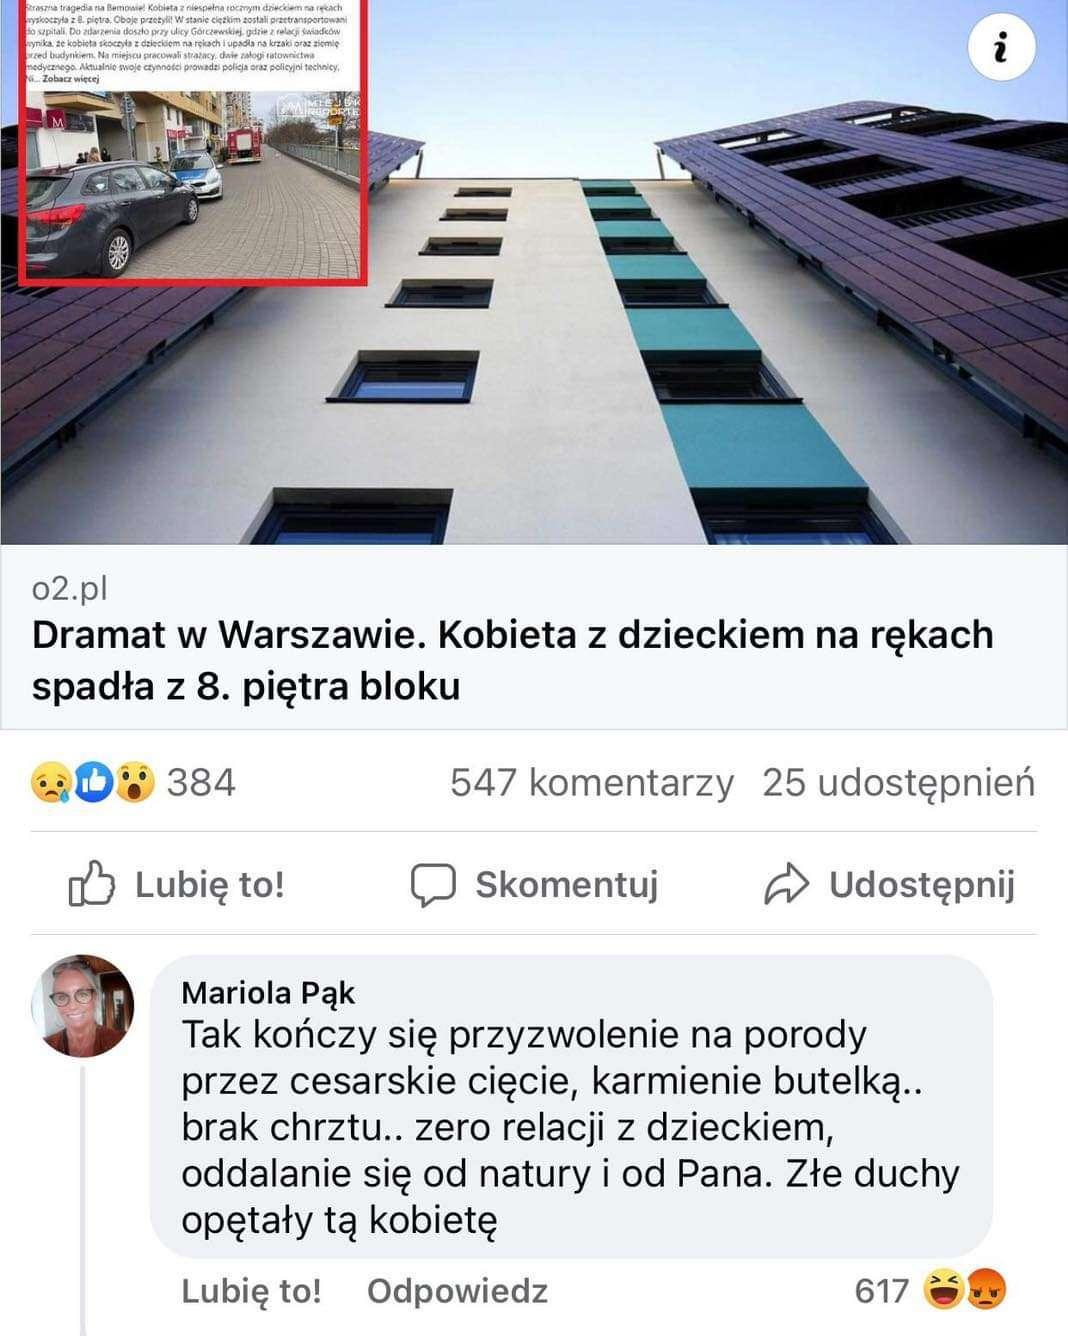 Straszna tragedia na Bemowie! Kobieta z niespełna rocznym dzieckiem na rękach
wyskoczyła z 8. piętra. Oboje przeżyli! W stanie ciężkim zostali przetransportowani
do szpitali. Do zdarzenia doszło przy ulicy Górczewskiej, gdzie z relacji świadków
wynika, że kobieta skoczyła z dzieckiem na rękach i upadła na krzaki oraz ziemię
przed budynkiem. Na miejscu pracowali strażacy, dwie załogi ratownictwa
medycznego. Aktualnie swoje czynności prowadzi policja oraz policyjni technicy.
Ni... Zobacz więcej
M
o2.pl
Dramat w Warszawie. Kobieta z dzieckiem na rękach
spadła z 8. piętra bloku
384
547 komentarzy 25 udostępnień
Lubię to! Skomentuj Udostępnij
Mariola Pąk
Tak kończy się przyzwolenie na porody
przez cesarskie cięcie, karmienie butelką..
brak chrztu.. zero relacji z dzieckiem,
oddalanie się od natury i od Pana. Złe duchy
opętały tą kobietę
Lubię to! Odpowiedz 617